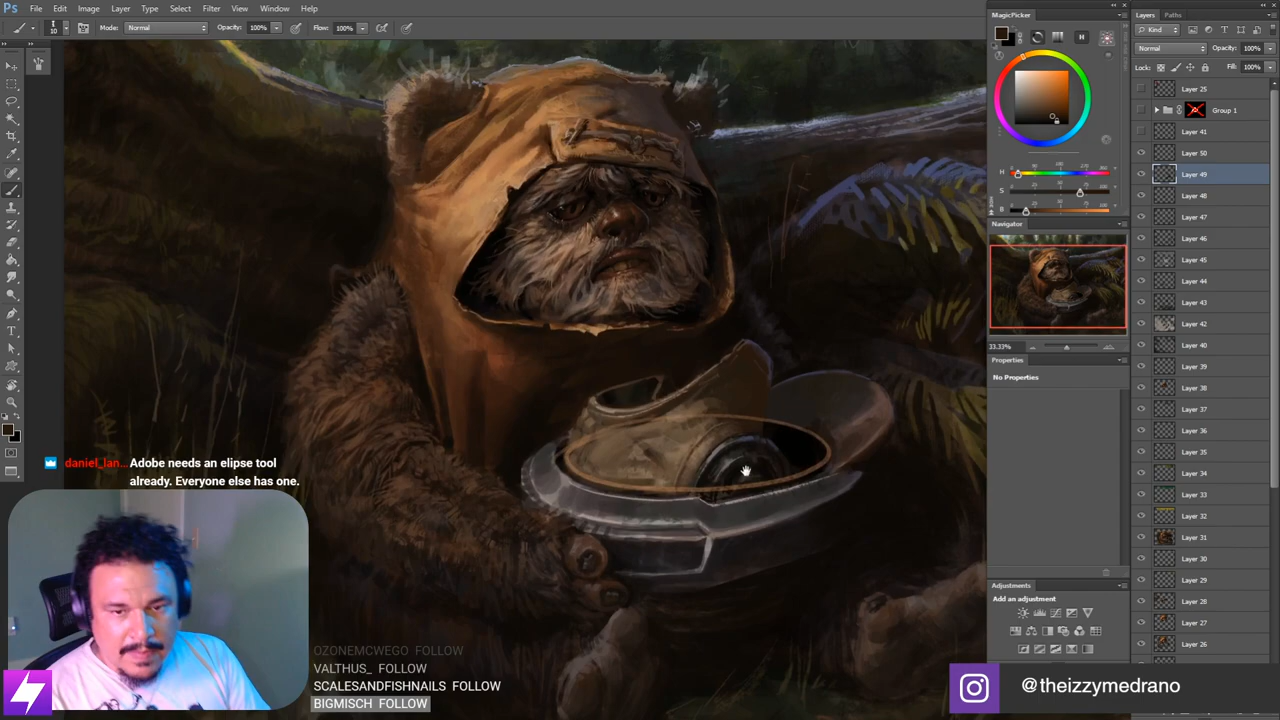 Ps File Edit Image Layer Type Select Filter View Window Help
10 Mode: Normal Opacity: 100% Flow: 100%
MagicPicker
H
H
S
B
Navigator
33.33%
Properties
No Properties
Adjustments
Add an adjustment
Layers Paths
Kind
Normal Opacity: 100%
Lock: Fill: 100%
Layer 25
Group 1
Layer 41
Layer 50
Layer 49
Layer 48
Layer 47
Layer 46
Layer 45
Layer 44
Layer 43
Layer 42
Layer 40
Layer 39
Layer 38
Layer 37
Layer 36
Layer 35
Layer 34
Layer 33
Layer 32
Layer 31
Layer 30
Layer 29
Layer 28
Layer 27
Layer 26
daniel_lan... Adobe needs an elipse tool
already. Everyone else has one.
OZONEMCWEGO FOLLOW
VALTHUS_ FOLLOW
SCALESANDFISHNAILS FOLLOW
BIGMISCH FOLLOW
@theizzymedrano